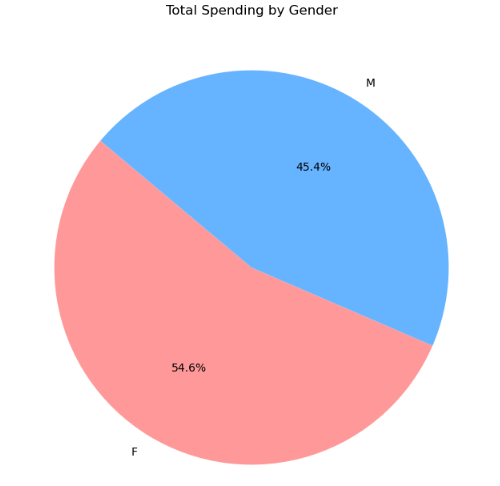 Total Spending by Gender
M
45.4%
54.6%
F